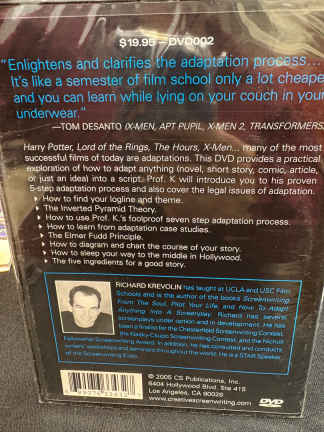 $19.95 – DVD002
"Enlightens and clarifies the adaptation process...
It's like a semester of film school only a lot cheape
and you can learn while lying on your couch in your
underwear."
—TOM DESANTO (X-MEN, APT PUPIL, X-MEN 2, TRANSFORMERS
Harry Potter, Lord of the Rings, The Hours, X-Men... many of the most
successful films of today are adaptations. This DVD provides a practical
exploration of how to adapt anything (novel, short story, comic, article,
or just an idea) into a script. Prof. K will introduce you to his proven
5-step adaptation process and also cover the legal issues of adaptation.
How to find your logline and theme.
The Inverted Pyramid Theory.
How to use Prof. K.'s foolproof seven step adaptation process.
How to learn from adaptation case studies.
The Elmer Fudd Principle.
How to diagram and chart the course of your story.
How to sleep your way to the middle in Hollywood.
The five ingredients for a good story.
RICHARD KREVOLIN has taught at UCLA and USC Film
Schools and is the author of the books Screenwriting
From The Soul, Pilot Your Life, and How To Adapt
Anything Into A Screenplay. Richard has several
screenplays under option and in development. He has
been a finalist for the Chesterfield Screenwriting Contest,
the Klasky-Csupo Screenwriting Contest, and the Nicholl
Fellowship Screenwriting Award. In addition, he has consulted and conducts
writers' workshops and seminars throughout the world. He is a STAR Speaker
of the Screenwriting Expo.
© 2005 CS Publications, Inc.
6404 Hollywood Blvd. Ste 415
Los Angeles, CA 90028
www.creativescreenwriting.com
DVD